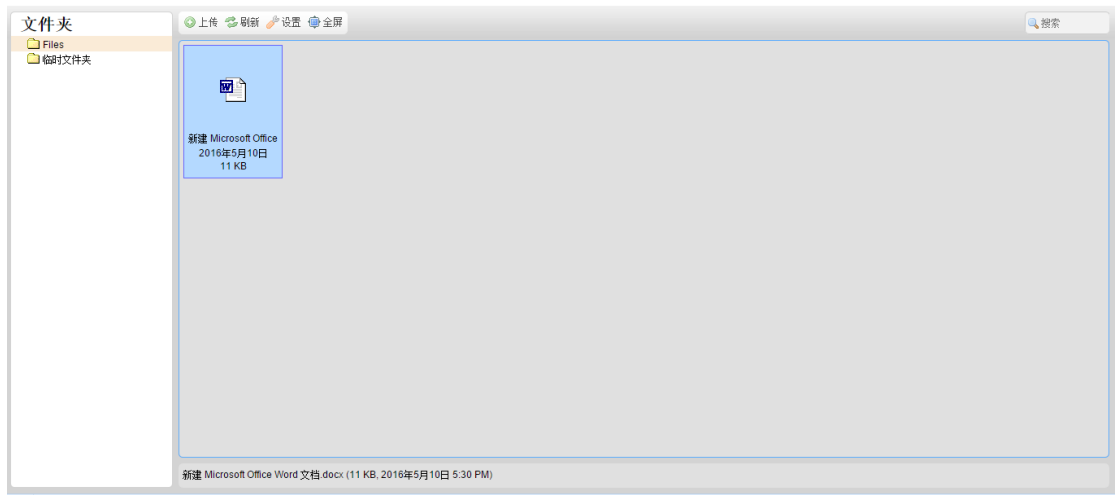 文件夹
Files
临时文件夹
上传 刷新 设置 全屏
搜索
新建 Microsoft Office
2016年5月10日
11 KB
新建 Microsoft Office Word 文档.docx (11 KB, 2016年5月10日 5:30 PM)